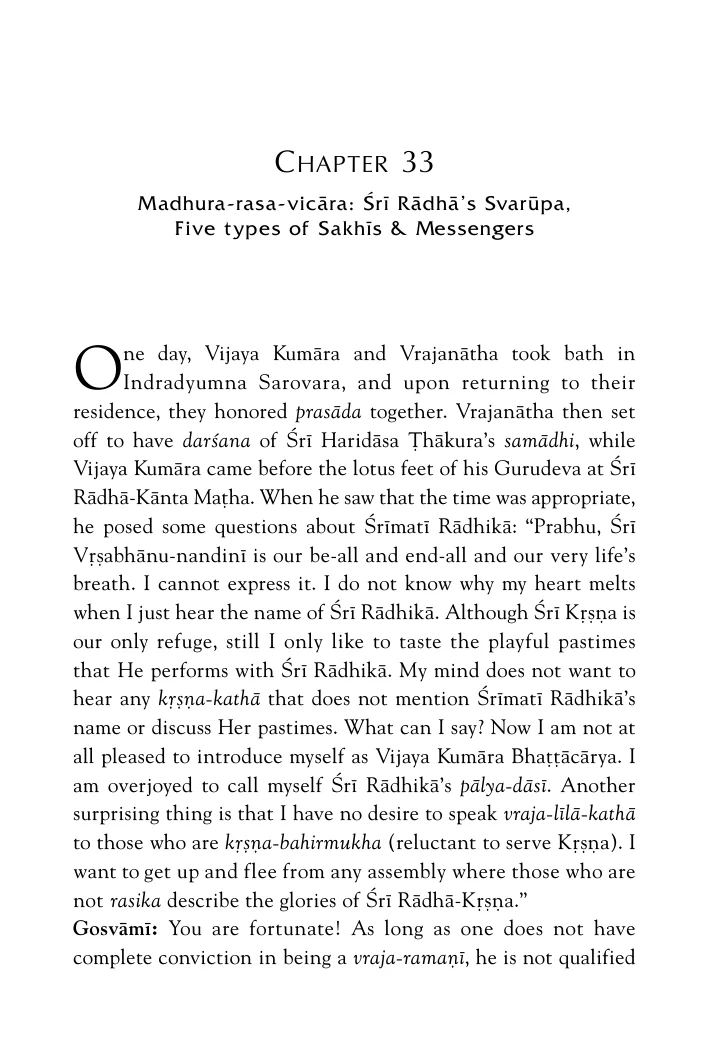 CHAPTER 33
Madhura-rasa-vicāra: Śrī Rādhā's Svarūpa,
Five types of Sakhīs & Messengers
One day, Vijaya Kumāra and Vrajanātha took bath in
Indradyumna Sarovara, and upon returning to their
residence, they honored prasāda together. Vrajanātha then set
off to have darśana of Śrī Haridāsa Ṭhākura's samādhi, while
Vijaya Kumāra came before the lotus feet of his Gurudeva at Śrī
Rādhā-Kānta Maṭha. When he saw that the time was appropriate,
he posed some questions about Śrīmatī Rādhikā: “Prabhu, Śrī
Vṛṣabhānu-nandinī is our be-all and end-all and our very life's
breath. I cannot express it. I do not know why my heart melts
when I just hear the name of Śrī Rādhikā. Although Śrī Kṛṣṇa is
our only refuge, still I only like to taste the playful pastimes
that He performs with Śrī Rādhikā. My mind does not want to
hear any kṛṣṇa-kathā that does not mention Śrīmatī Rādhikā's
name or discuss Her pastimes. What can I say? Now I am not at
all pleased to introduce myself as Vijaya Kumāra Bhaṭṭācārya. I
am overjoyed to call myself Śrī Rādhikā's pālya-dāsī. Another
surprising thing is that I have no desire to speak vraja-līlā-kathā
to those who are kṛṣṇa-bahirmukha (reluctant to serve Kṛṣṇa). I
want to get up and flee from any assembly where those who are
not rasika describe the glories of Śrī Rādhā-Kṛṣṇa.”
Gosvāmī: You are fortunate! As long as one does not have
complete conviction in being a vraja-ramaṇī, he is not qualified